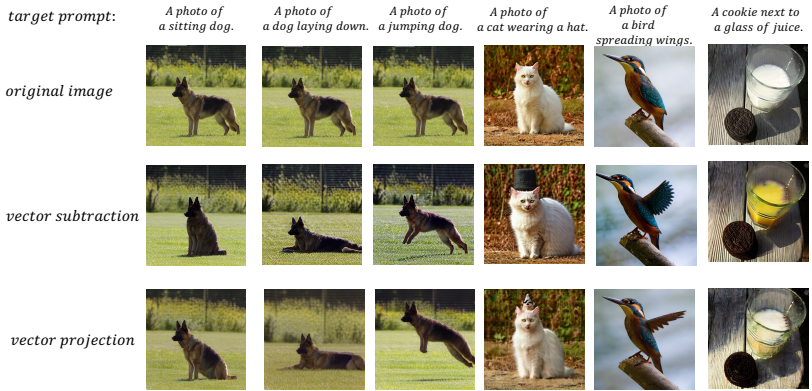 target prompt:
A photo of
a sitting dog.
A photo of
a dog laying down.
A photo of
a jumping dog.
A photo of
a cat wearing a hat.
A photo of
a bird
spreading wings.
A cookie next to
a glass of juice.
original image
vector subtraction
vector projection